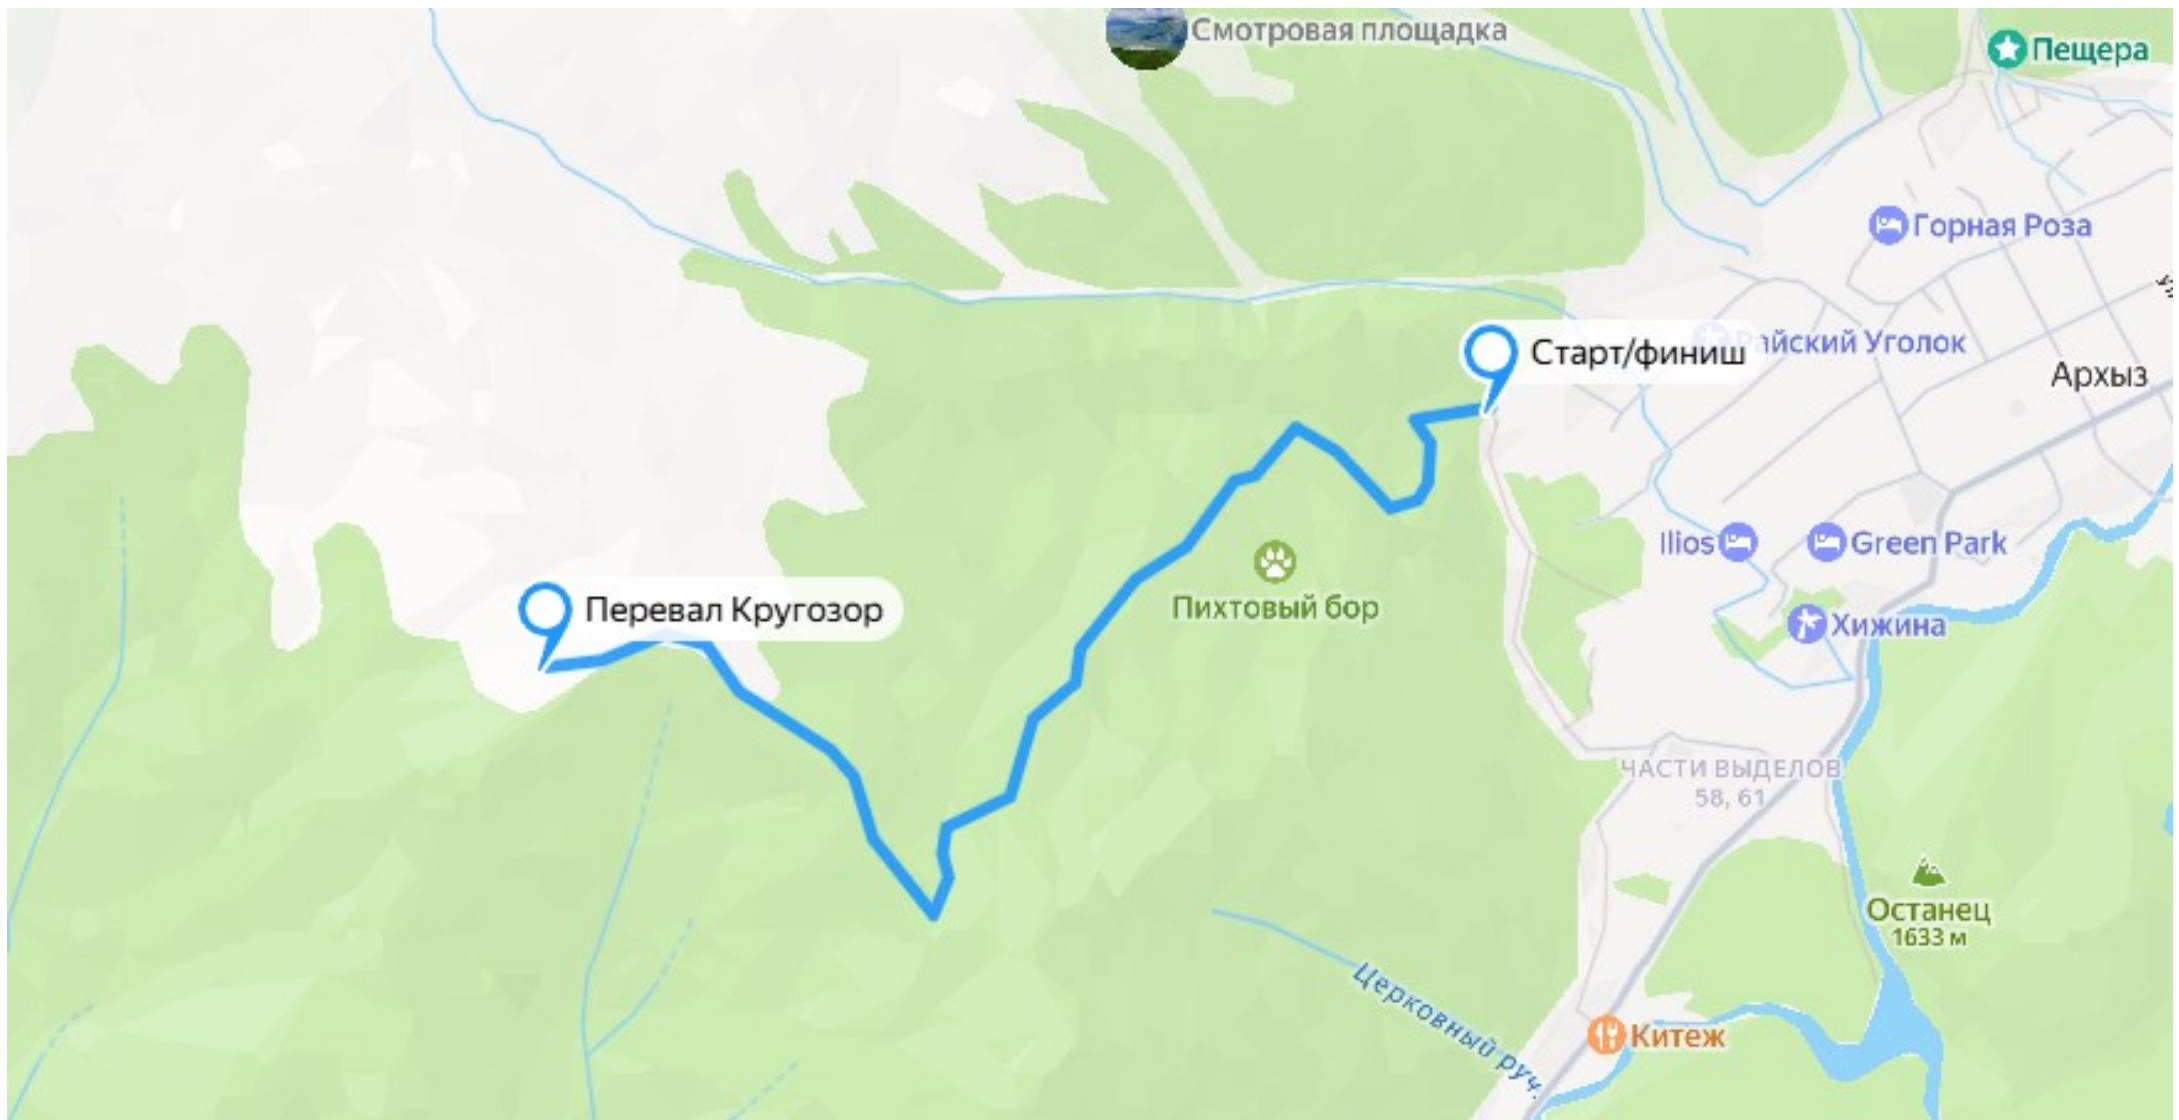 Смотровая площадка
Пещера
Горная Роза
Райский Уголок
Старт/финиш
Архыз
Ilios
Green Park
Перевал Кругозор
Пихтовый бор
Хижина
ЧАСТИ ВЫДЕЛОВ
58, 61
Останец
1633 м
Церковный руч.
Китеж